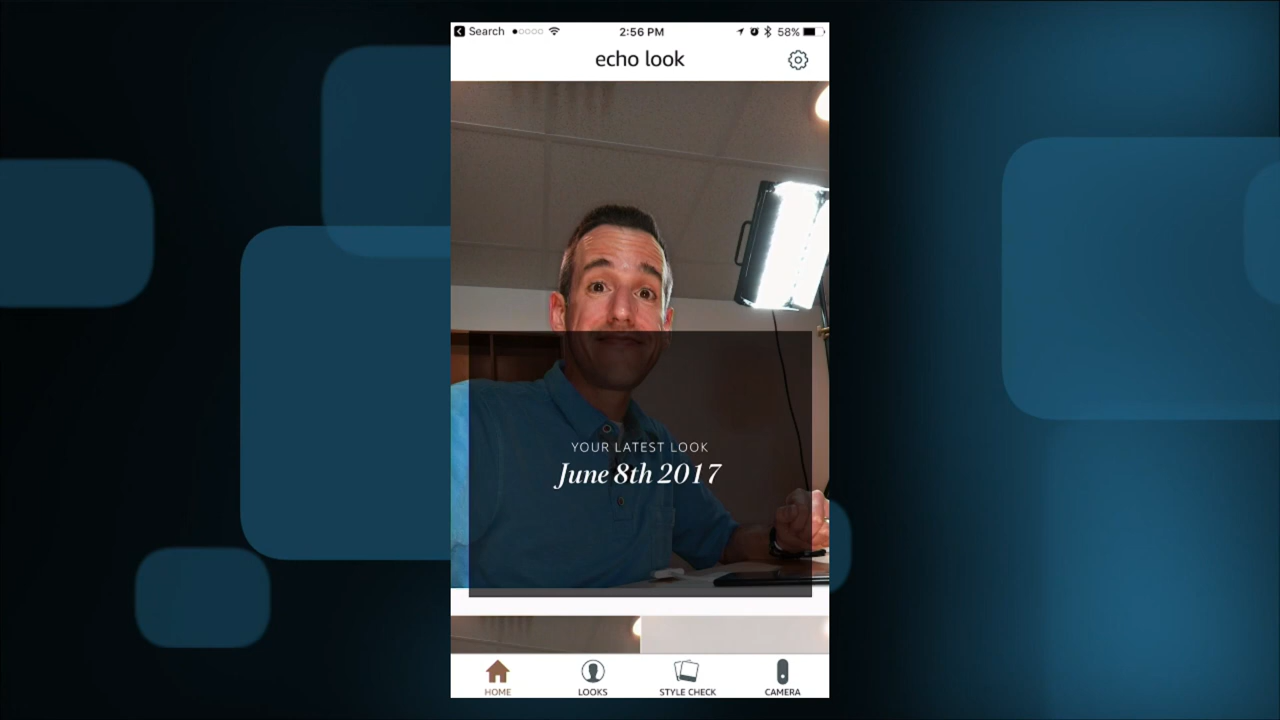 Search 2:56 PM 58%
echo look
YOUR LATEST LOOK
June 8th 2017
HOME LOOKS STYLE CHECK CAMERA